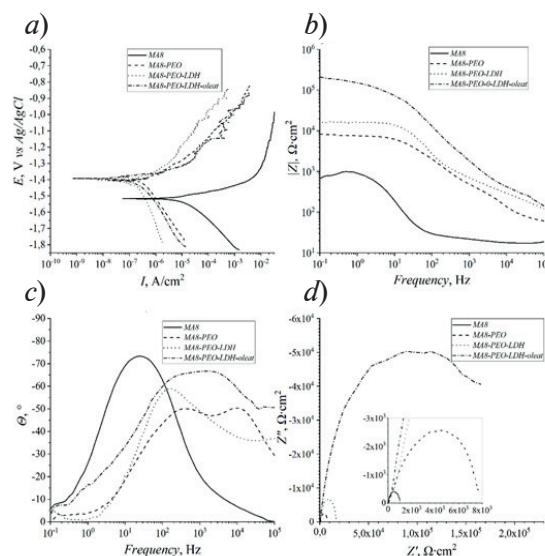 a)
b)
MA8
MA8-PEO
MA8-PEO-LDH
MA8-PEO-LDH-oleat
-0,6
-0,7
-0,8
-0,9
-1,0
-1,1
-1,2
-1,3
-1,4
-1,5
-1,6
-1,7
-1,8
E, V vs Ag/AgCl
10⁻¹⁰ 10⁻⁹ 10⁻⁸ 10⁻⁷ 10⁻⁶ 10⁻⁵ 10⁻⁴ 10⁻³ 10⁻²
I, A/cm²
MA8
MA8-PEO
MA8-PEO-LDH
MA8-PEO-0-LDH-oleat
10⁶
10⁵
10⁴
10³
10²
10¹
|Z|, Ω·cm²
10⁻¹ 10⁰ 10¹ 10² 10³ 10⁴ 10⁵
Frequency, Hz
c)
d)
MA8
MA8-PEO
MA8-PEO-LDH
MA8-PEO-LDH-oleat
-90
-80
-70
-60
-50
-40
-30
-20
-10
0
Θ, °
10⁻¹ 10⁰ 10¹ 10² 10³ 10⁴ 10⁵
Frequency, Hz
MA8
MA8-PEO
MA8-PEO-LDH
MA8-PEO-LDH-oleat
-6x10⁴
-5x10⁴
-4x10⁴
-3x10⁴
-2x10⁴
-1x10⁴
0
Z", Ω·cm²
-3x10³
-2x10³
-1x10³
0
0 1x10³ 2x10³ 3x10³ 4x10³ 5x10³ 6x10³ 7x10³ 8x10³
0 5,0x10⁴ 1,0x10⁵ 1,5x10⁵ 2,0x10⁵
Z', Ω·cm²